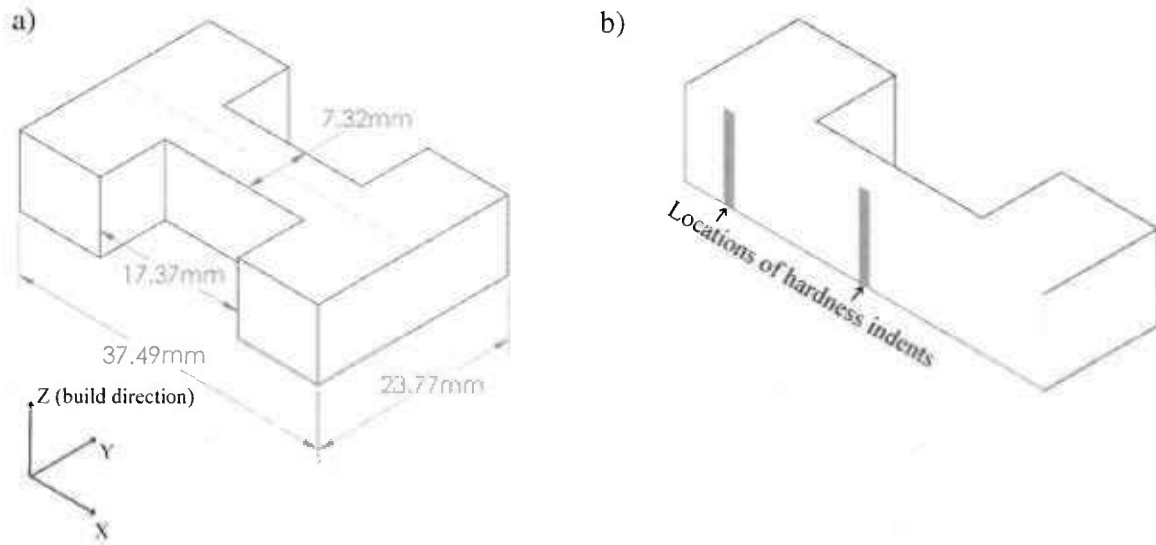 a)
b)
7.32mm
17.37mm
37.49mm
23.77mm
Z (build direction)
Y
X
Locations of hardness indents